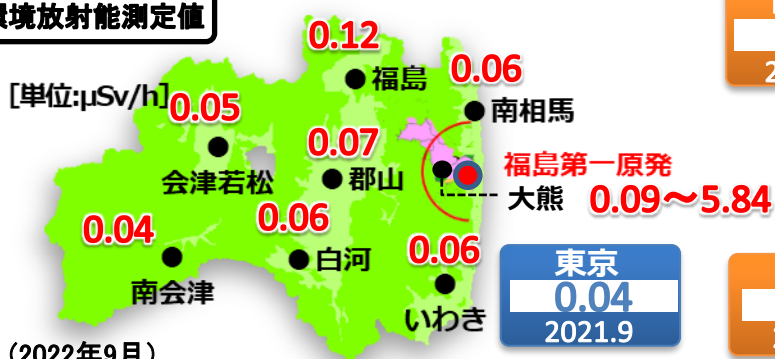 環境放射能測定値
[単位:μSv/h]
0.12
福島
0.06
南相馬
0.05
会津若松
0.07
郡山
福島第一原発
大熊
0.09～5.84
0.04
南会津
0.06
白河
0.06
いわき
東京
0.04
2021.9
（2022年9月）